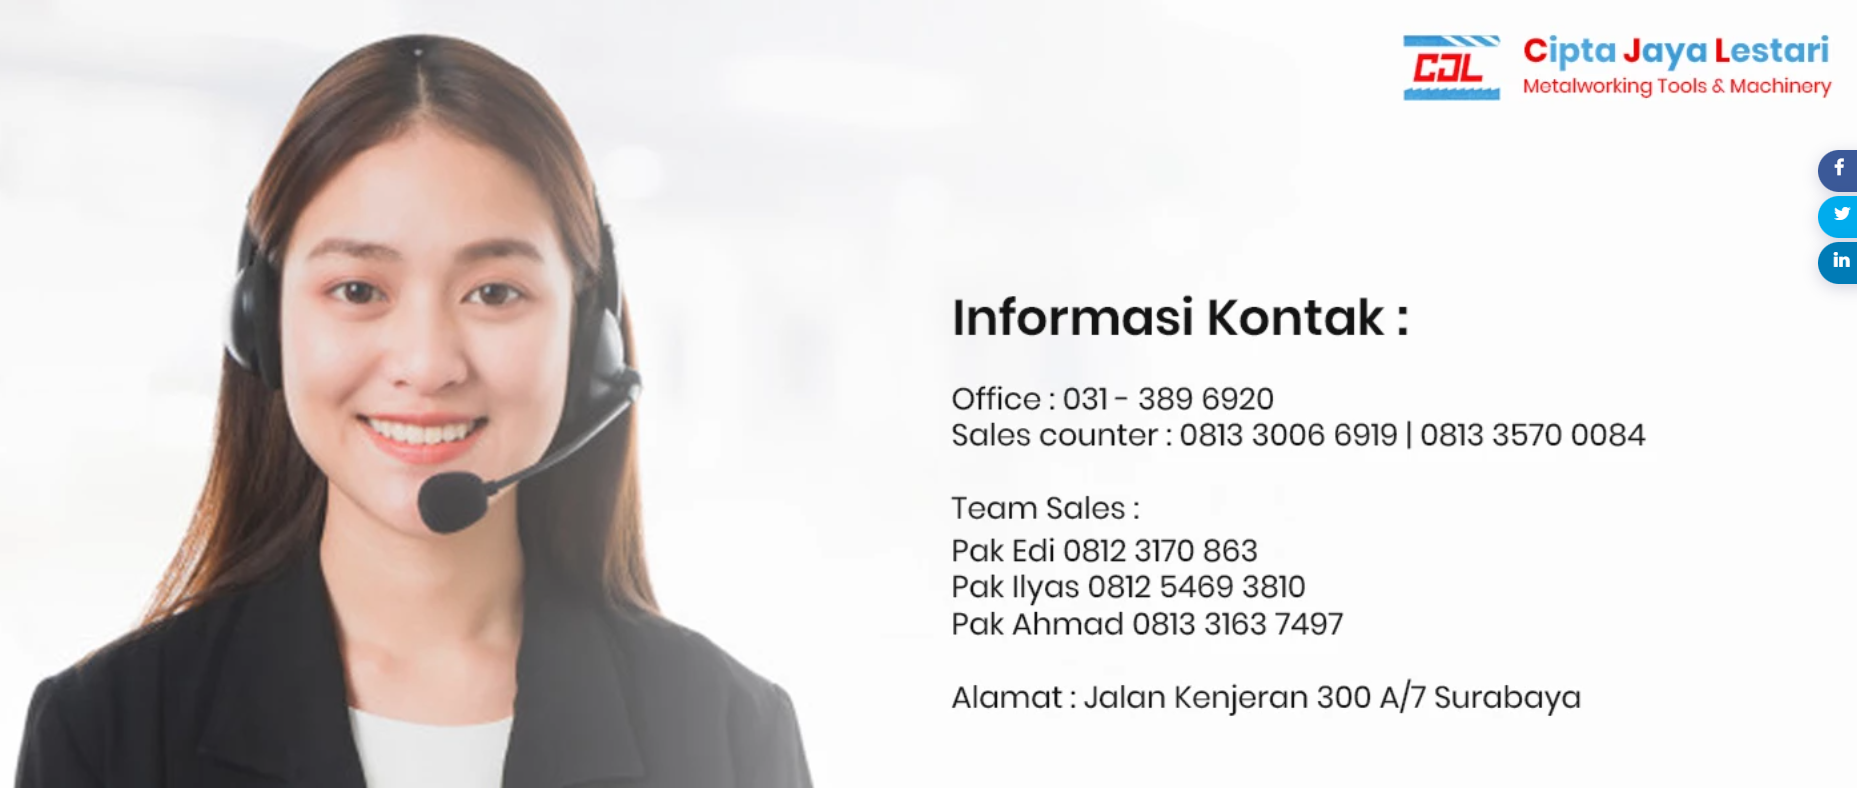 CJL
Cipta Jaya Lestari
Metalworking Tools & Machinery
Informasi Kontak :
Office : 031 - 389 6920
Sales counter : 0813 3006 6919 | 0813 3570 0084
Team Sales :
Pak Edi 0812 3170 863
Pak Ilyas 0812 5469 3810
Pak Ahmad 0813 3163 7497
Alamat : Jalan Kenjeran 300 A/7 Surabaya